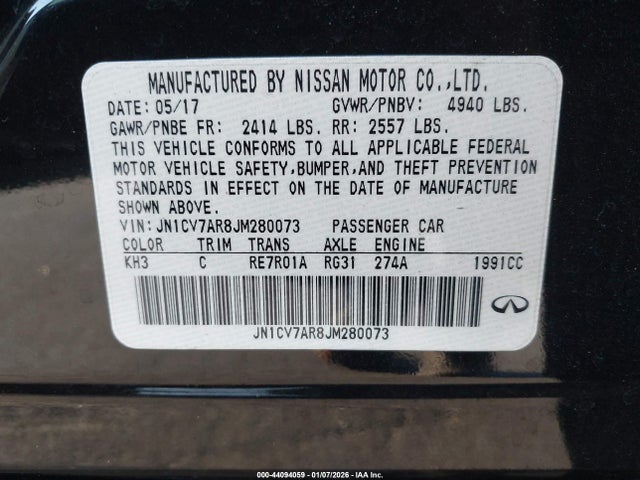 MANUFACTURED BY NISSAN MOTOR CO.,LTD.
DATE: 05/17 GVWR/PNBV: 4940 LBS.
GAWR/PNBE FR: 2414 LBS. RR: 2557 LBS.
THIS VEHICLE CONFORMS TO ALL APPLICABLE FEDERAL
MOTOR VEHICLE SAFETY,BUMPER,AND THEFT PREVENTION
STANDARDS IN EFFECT ON THE DATE OF MANUFACTURE
SHOWN ABOVE.
VIN: JN1CV7AR8JM280073 PASSENGER CAR
COLOR TRIM TRANS AXLE ENGINE
KH3 C RE7R01A RG31 274A 1991CC
JN1CV7AR8JM280073
000-44094059 - 01/07/2026 - IAA Inc.